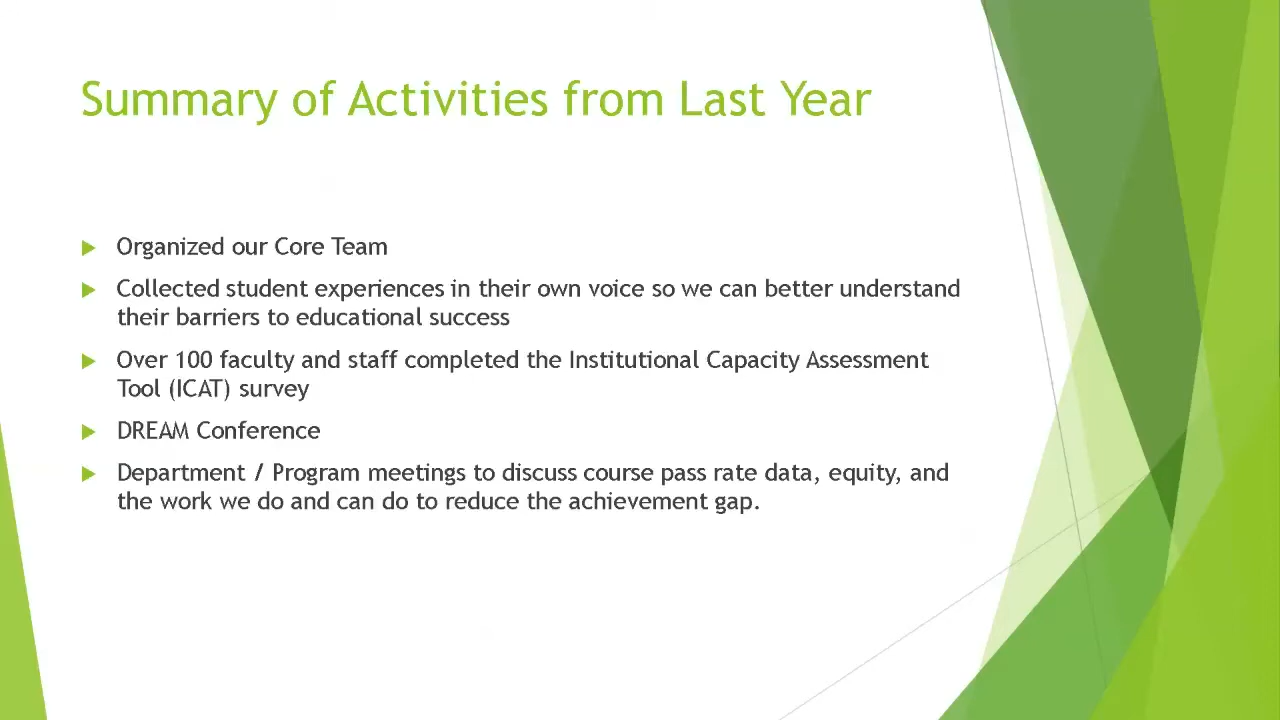 Summary of Activities from Last Year
Organized our Core Team
Collected student experiences in their own voice so we can better understand
their barriers to educational success
Over 100 faculty and staff completed the Institutional Capacity Assessment
Tool (ICAT) survey
DREAM Conference
Department / Program meetings to discuss course pass rate data, equity, and
the work we do and can do to reduce the achievement gap.